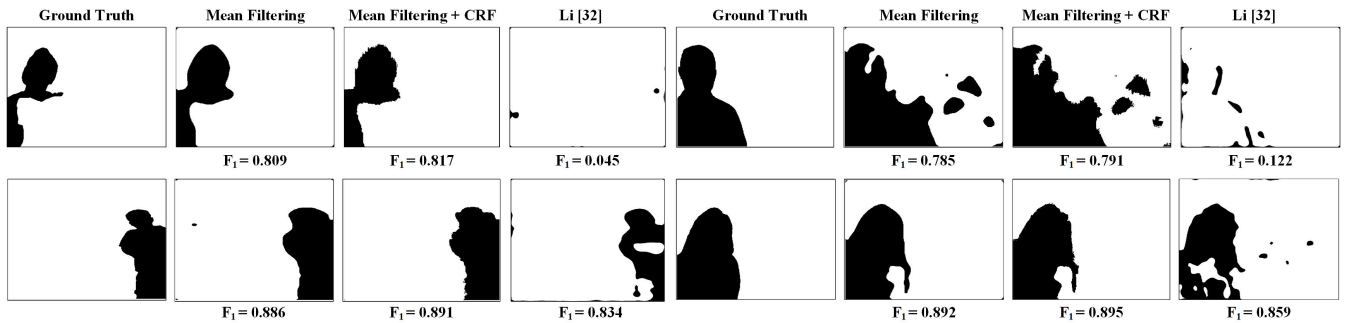 Ground Truth Mean Filtering Mean Filtering + CRF Li [32] Ground Truth Mean Filtering Mean Filtering + CRF Li [32]
F₁ = 0.809 F₁ = 0.817 F₁ = 0.045 F₁ = 0.785 F₁ = 0.791 F₁ = 0.122
F₁ = 0.886 F₁ = 0.891 F₁ = 0.834 F₁ = 0.892 F₁ = 0.895 F₁ = 0.859